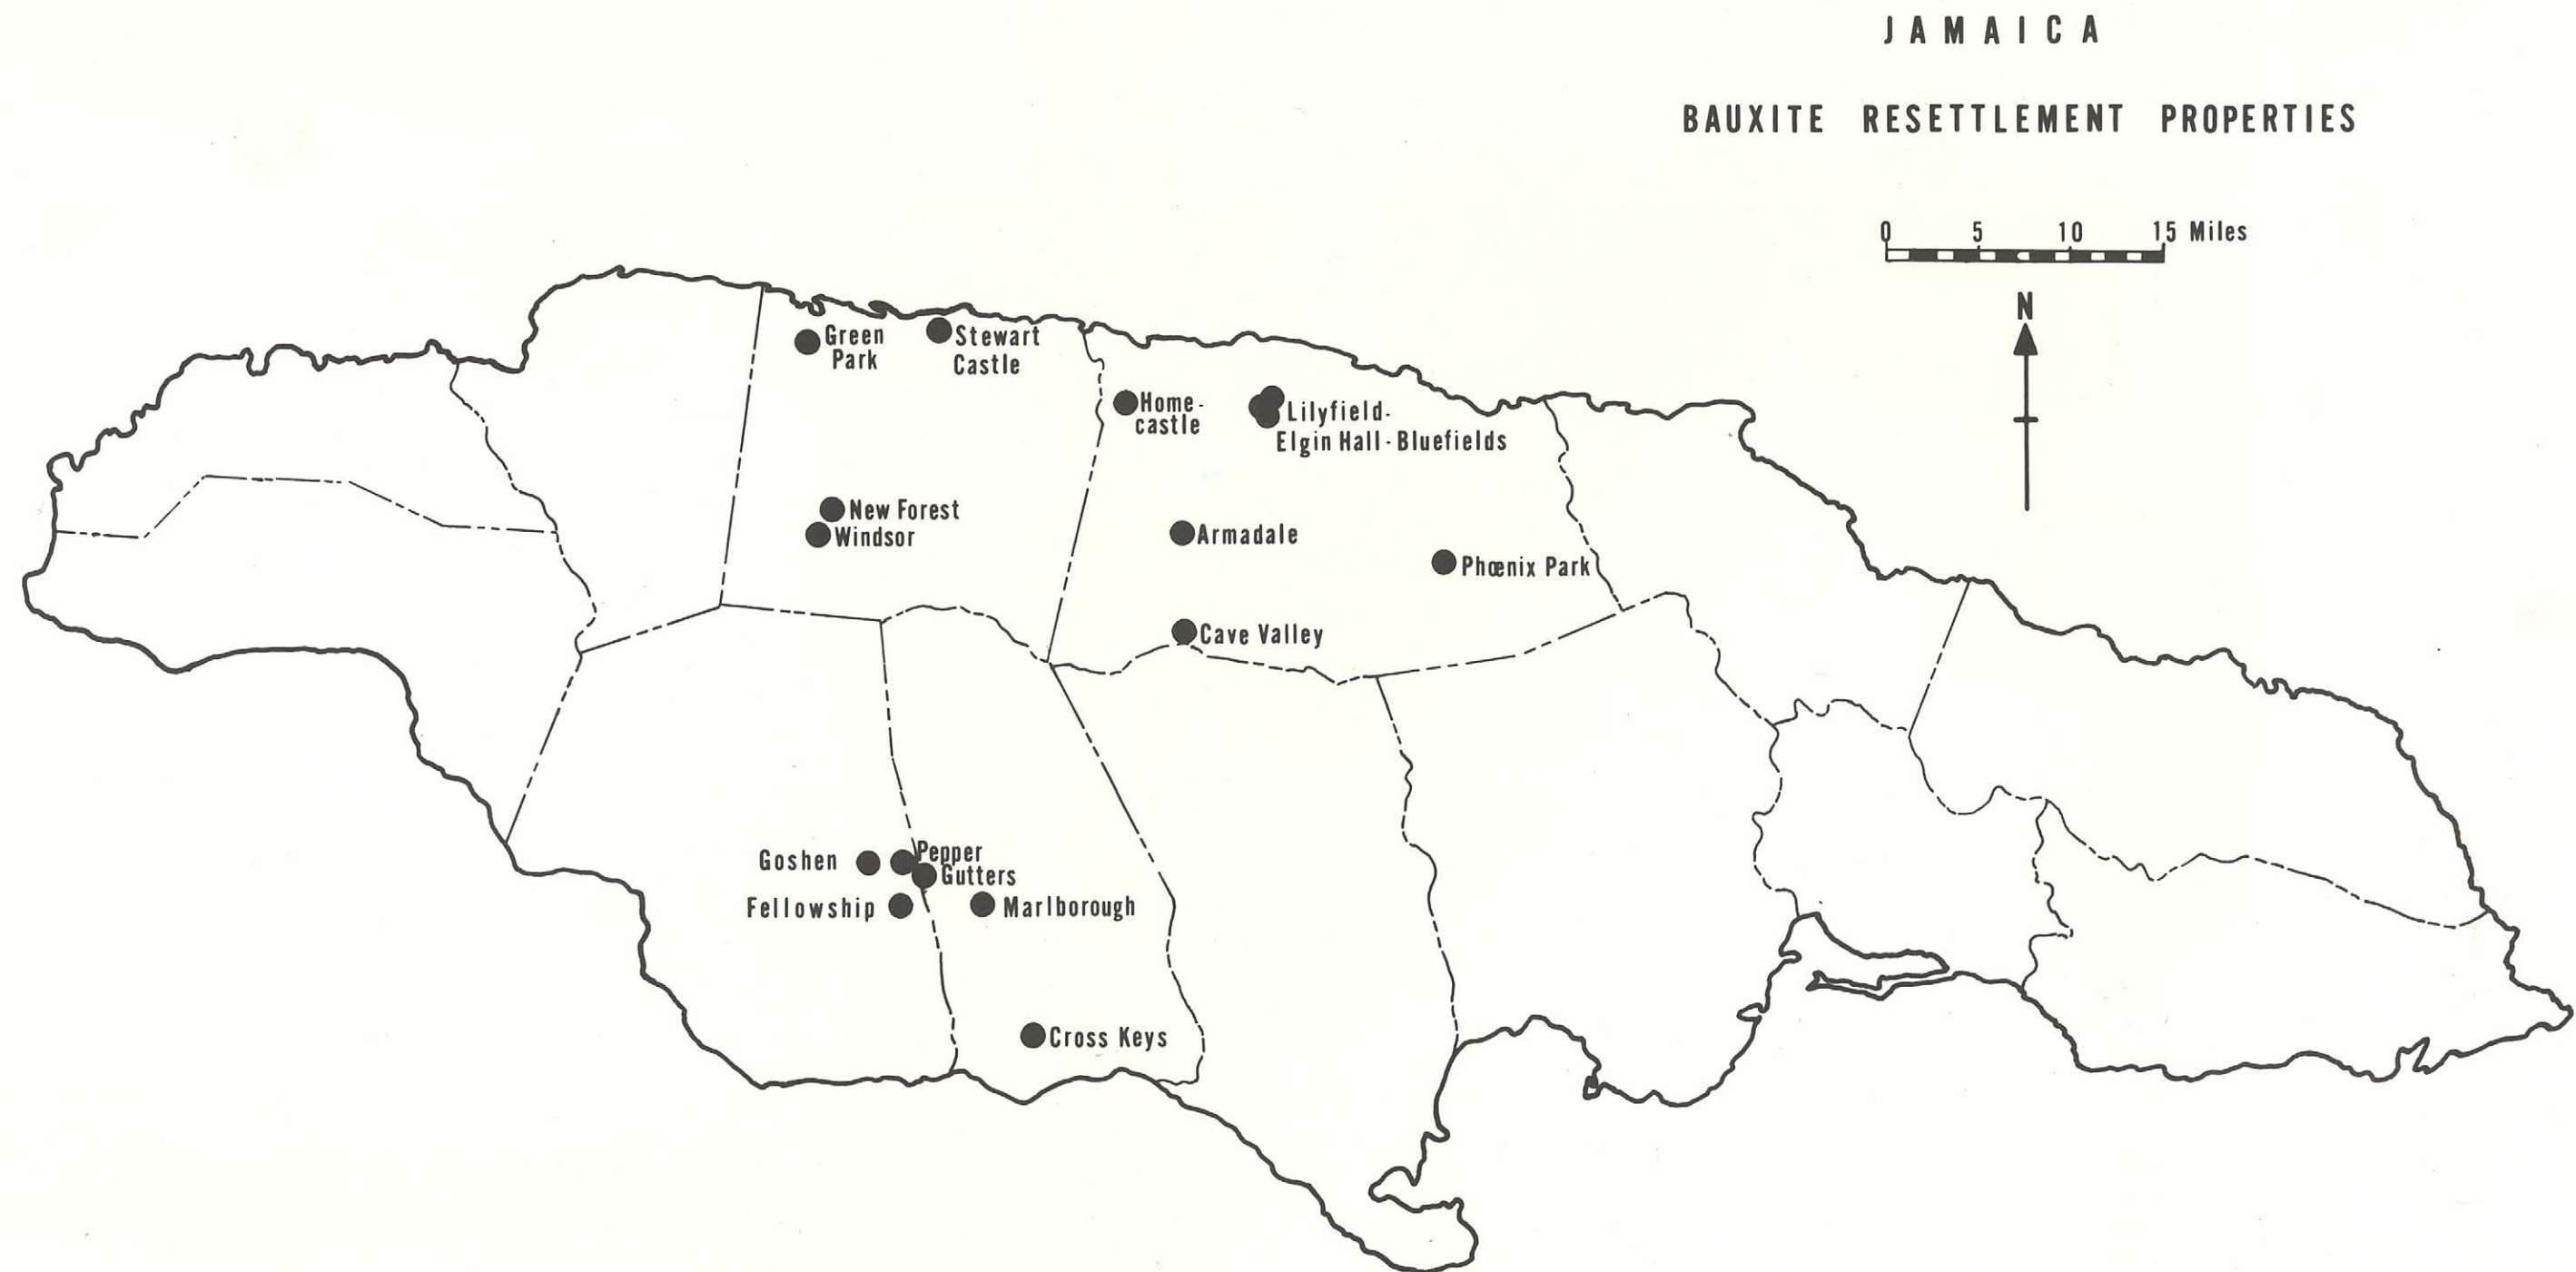 JAMAICA
BAUXITE RESETTLEMENT PROPERTIES
0 5 10 15 Miles
N
Green
Park
Stewart
Castle
Home-
castle
Lilyfield-
Elgin Hall-Bluefields
New Forest
Windsor
Armadale
Phœnix Park
Cave Valley
Goshen
Pepper
Gutters
Fellowship
Marlborough
Cross Keys